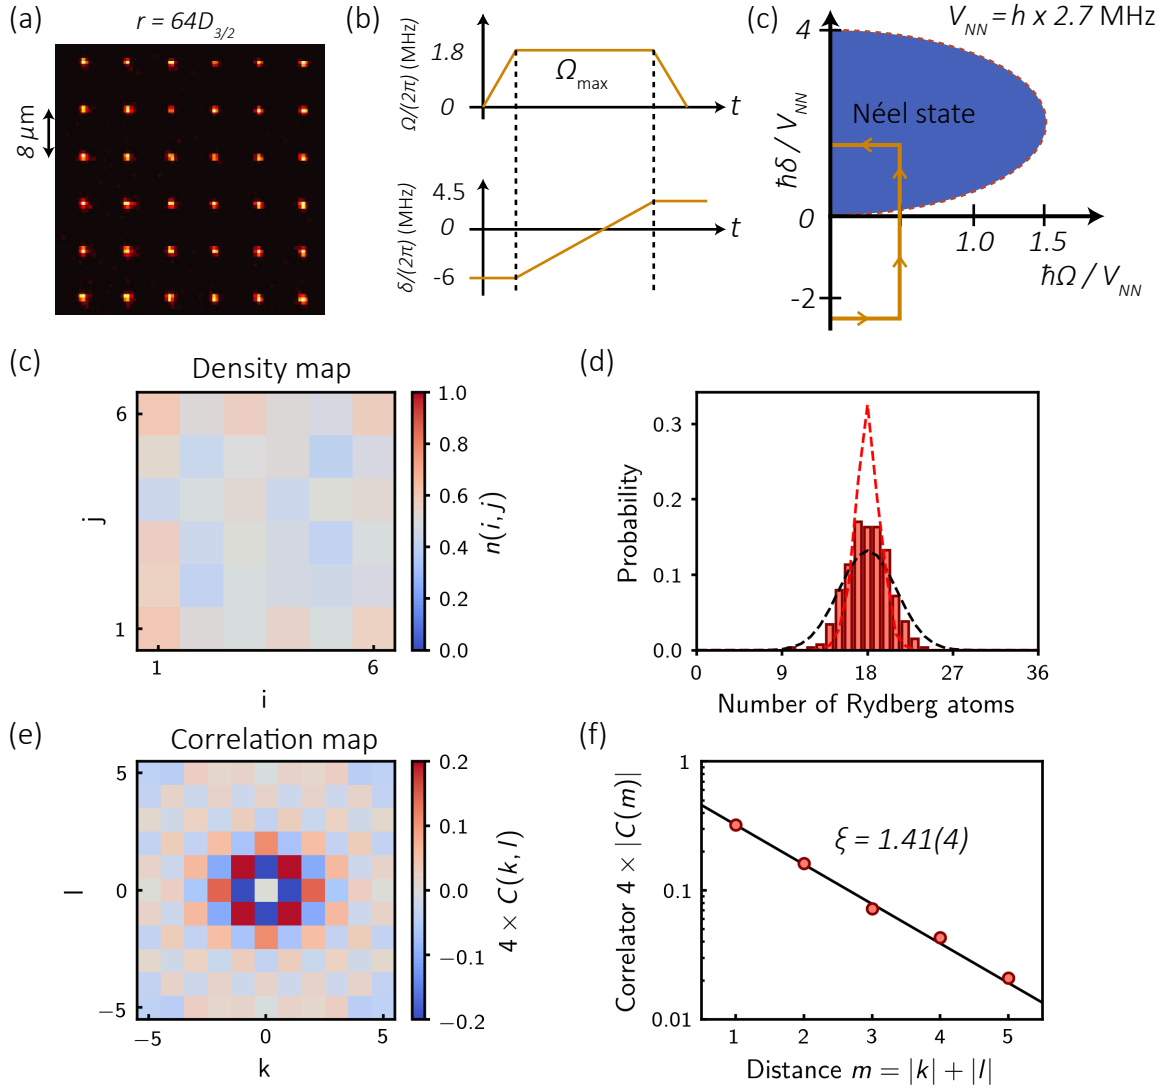 (a)
r = 64D3/2
8 μm
(b)
Ω/(2π) (MHz)
1.8
0
Ωmax
t
δ/(2π) (MHz)
4.5
0
-6
t
(c)
VNN = h x 2.7 MHz
ħδ / VNN
4
0
-2
Néel state
1.0
1.5
ħΩ / VNN
(c)
Density map
j
6
1
1
6
i
1.0
0.8
0.6
0.4
0.2
0.0
n(i, j)
(d)
Probability
0.3
0.2
0.1
0.0
0
9
18
27
36
Number of Rydberg atoms
(e)
Correlation map
l
5
0
−5
−5
0
5
k
0.2
0.1
0.0
−0.1
−0.2
4 × C(k, l)
(f)
Correlator 4 × |C(m)|
1
0.1
0.01
ξ = 1.41(4)
1
2
3
4
5
Distance m = |k| + |l|